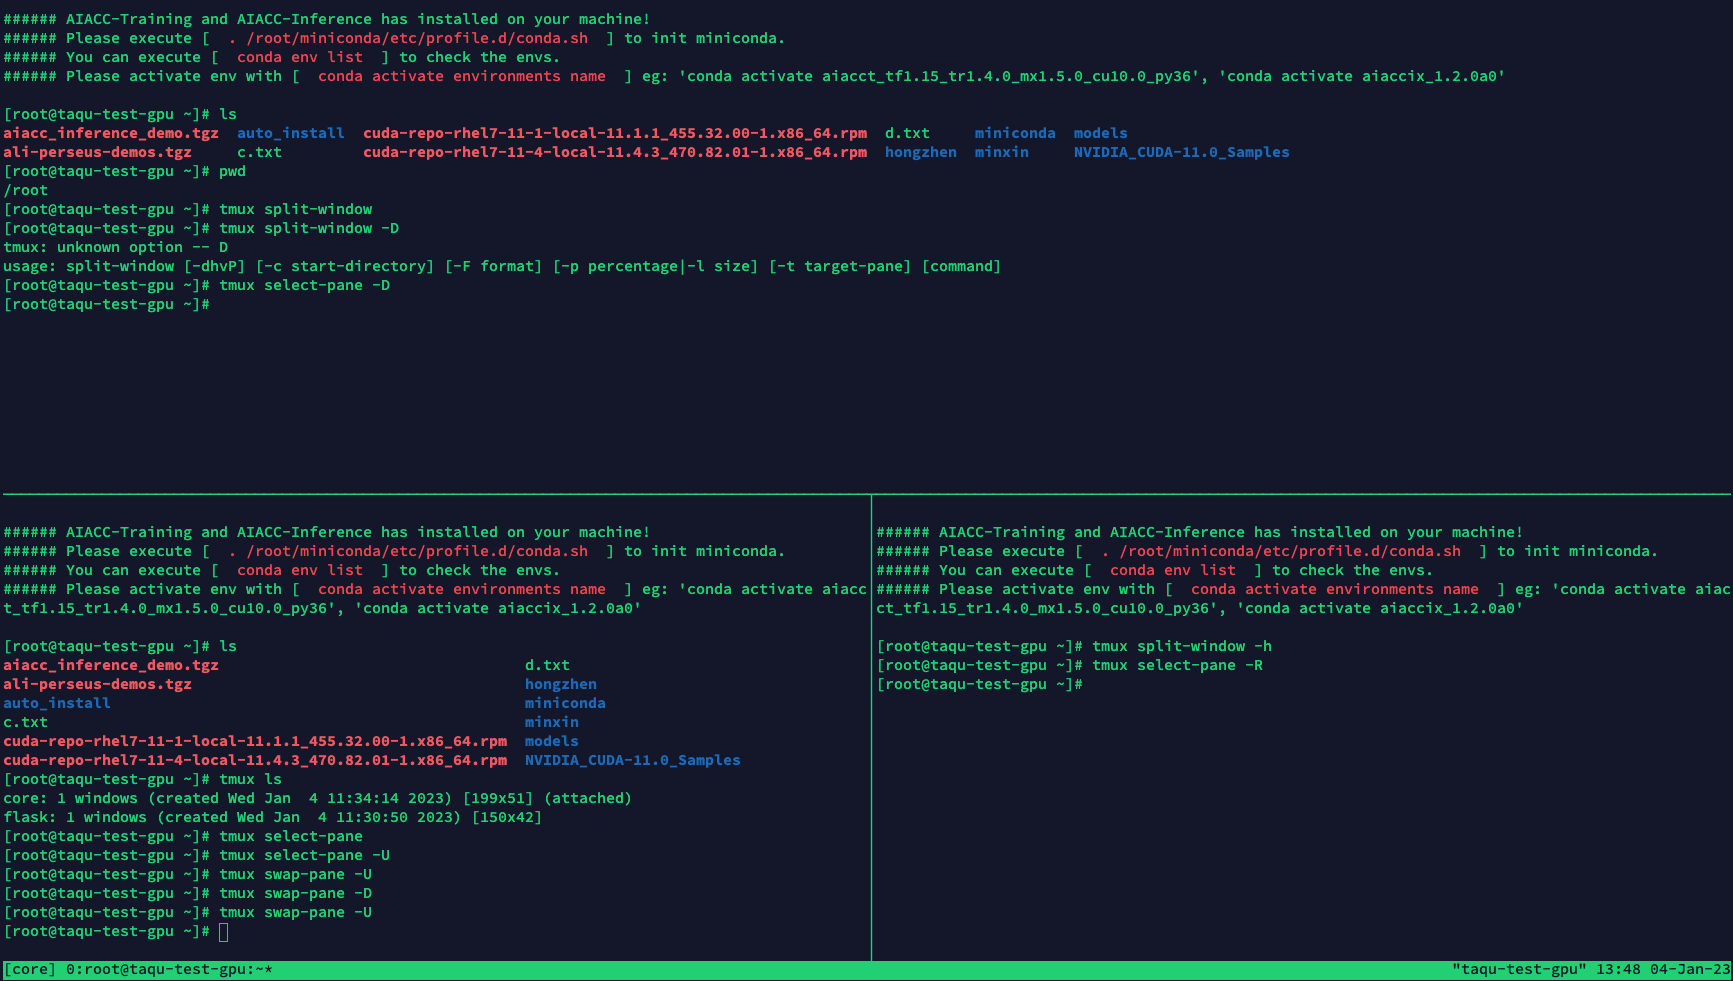 ###### AIACC-Training and AIACC-Inference has installed on your machine!
###### Please execute [  . /root/miniconda/etc/profile.d/conda.sh  ] to init miniconda.
###### You can execute [  conda env list  ] to check the envs.
###### Please activate env with [  conda activate environments name  ] eg: 'conda activate aiacct_tf1.15_tr1.4.0_mx1.5.0_cu10.0_py36', 'conda activate aiaccix_1.2.0a0'
[root@taqu-test-gpu ~]# ls
aiacc_inference_demo.tgz  auto_install  cuda-repo-rhel7-11-1-local-11.1.1_455.32.00-1.x86_64.rpm  d.txt     miniconda  models
ali-perseus-demos.tgz     c.txt         cuda-repo-rhel7-11-4-local-11.4.3_470.82.01-1.x86_64.rpm  hongzhen  minxin     NVIDIA_CUDA-11.0_Samples
[root@taqu-test-gpu ~]# pwd
/root
[root@taqu-test-gpu ~]# tmux split-window
[root@taqu-test-gpu ~]# tmux split-window -D
tmux: unknown option -- D
usage: split-window [-dhvP] [-c start-directory] [-F format] [-p percentage|-l size] [-t target-pane] [command]
[root@taqu-test-gpu ~]# tmux select-pane -D
[root@taqu-test-gpu ~]#
###### AIACC-Training and AIACC-Inference has installed on your machine!
###### Please execute [  . /root/miniconda/etc/profile.d/conda.sh  ] to init miniconda.
###### You can execute [  conda env list  ] to check the envs.
###### Please activate env with [  conda activate environments name  ] eg: 'conda activate aiacc
t_tf1.15_tr1.4.0_mx1.5.0_cu10.0_py36', 'conda activate aiaccix_1.2.0a0'
[root@taqu-test-gpu ~]# ls
aiacc_inference_demo.tgz                                  d.txt
ali-perseus-demos.tgz                                     hongzhen
auto_install                                              miniconda
c.txt                                                     minxin
cuda-repo-rhel7-11-1-local-11.1.1_455.32.00-1.x86_64.rpm  models
cuda-repo-rhel7-11-4-local-11.4.3_470.82.01-1.x86_64.rpm  NVIDIA_CUDA-11.0_Samples
[root@taqu-test-gpu ~]# tmux ls
core: 1 windows (created Wed Jan  4 11:34:14 2023) [199x51] (attached)
flask: 1 windows (created Wed Jan  4 11:30:50 2023) [150x42]
[root@taqu-test-gpu ~]# tmux select-pane
[root@taqu-test-gpu ~]# tmux select-pane -U
[root@taqu-test-gpu ~]# tmux swap-pane -U
[root@taqu-test-gpu ~]# tmux swap-pane -D
[root@taqu-test-gpu ~]# tmux swap-pane -U
[root@taqu-test-gpu ~]#
###### AIACC-Training and AIACC-Inference has installed on your machine!
###### Please execute [  . /root/miniconda/etc/profile.d/conda.sh  ] to init miniconda.
###### You can execute [  conda env list  ] to check the envs.
###### Please activate env with [  conda activate environments name  ] eg: 'conda activate aiac
ct_tf1.15_tr1.4.0_mx1.5.0_cu10.0_py36', 'conda activate aiaccix_1.2.0a0'
[root@taqu-test-gpu ~]# tmux split-window -h
[root@taqu-test-gpu ~]# tmux select-pane -R
[root@taqu-test-gpu ~]#
[core] 0:root@taqu-test-gpu:~* "taqu-test-gpu" 13:48 04-Jan-23